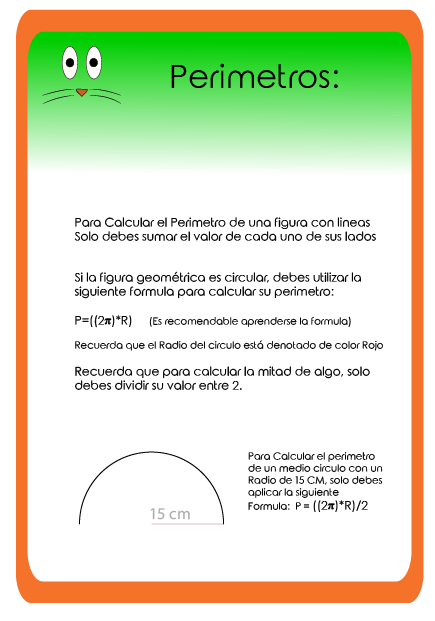 Perimetros:
Para Calcular el Perimetro de una figura con lineas
Solo debes sumar el valor de cada uno de sus lados
Si la figura geométrica es circular, debes utilizar la
siguiente formula para calcular su perimetro:
P=((2π)*R) (Es recomendable aprenderse la formula)
Recuerda que el Radio del circulo está denotado de color Rojo
Recuerda que para calcular la mitad de algo, solo
debes dividir su valor entre 2.
15 cm
Para Calcular el perimetro
de un medio círculo con un
Radio de 15 CM, solo debes
aplicar la siguiente
Formula: P = ((2π)*R)/2